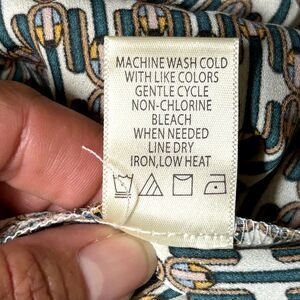 MACHINE WASH COLD
WITH LIKE COLORS
GENTLE CYCLE
NON-CHLORINE
BLEACH
WHEN NEEDED
LINE DRY
IRON,LOW HEAT